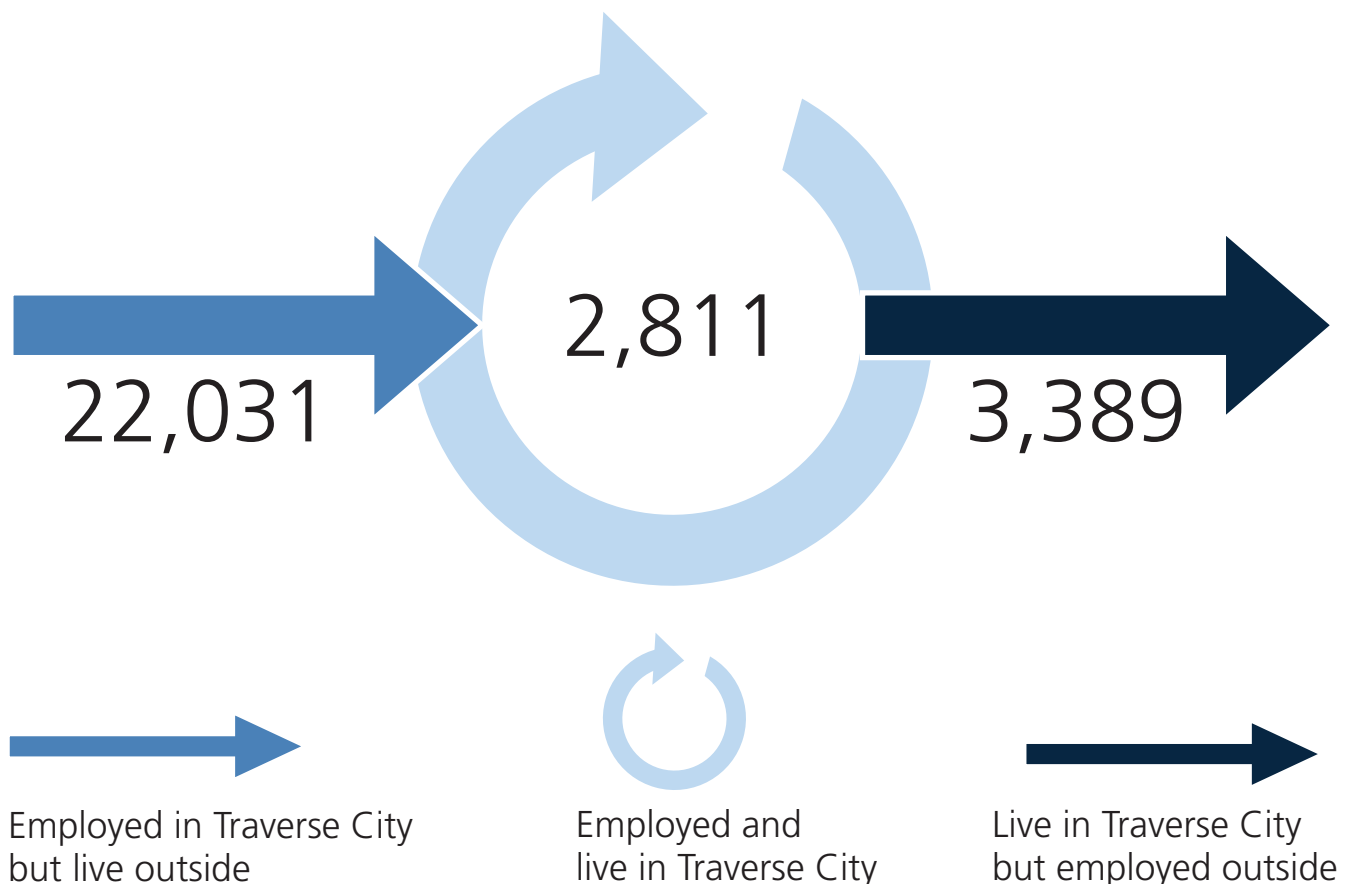 2,811
22,031
3,389
Employed in Traverse City
but live outside
Employed and
live in Traverse City
Live in Traverse City
but employed outside